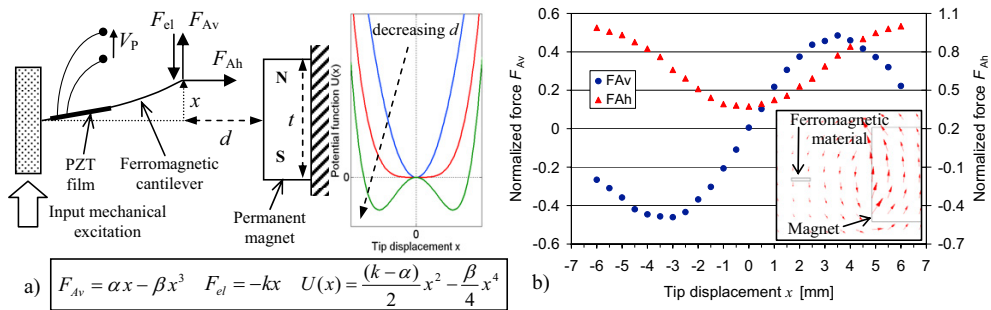 F_el
F_Av
V_P
F_Ah
x
d
N
t
S
PZT film
Ferromagnetic cantilever
Input mechanical excitation
Permanent magnet
decreasing d
Potential function U(x)
0
0
Tip displacement x
a)
F_Av = αx − βx³   F_el = −kx   U(x) = (k − α)/2 x² − β/4 x⁴
Normalized force F_Av
0.6
0.4
0.2
0
-0.2
-0.4
-0.6
FAv
FAh
Ferromagnetic material
Magnet
1.1
0.8
0.5
0.2
-0.1
-0.4
-0.7
Normalized force F_Ah
-7 -6 -5 -4 -3 -2 -1 0 1 2 3 4 5 6 7
Tip displacement x [mm]
b)